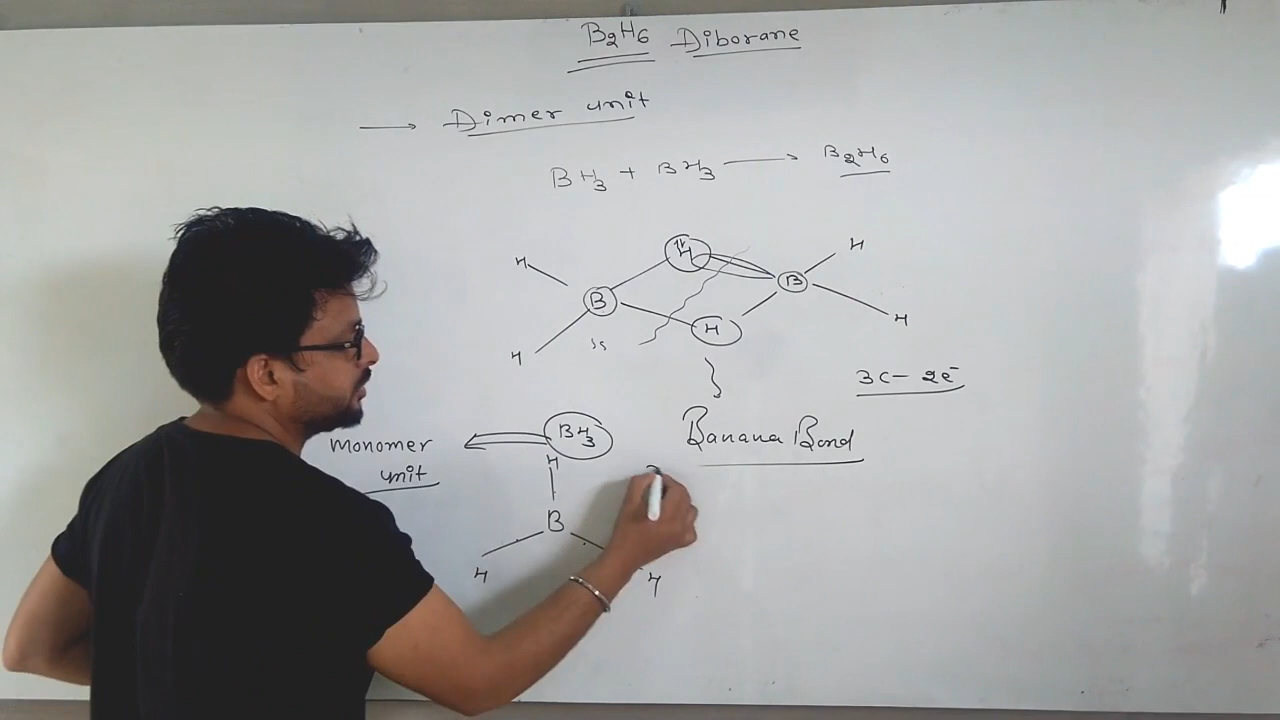 B2H6 Diborane
→ Dimer unit
BH3 + BH3 → B2H6
H H H
B B
H H H
3c - 2e⁻
Banana Bond
Monomer unit
BH3
H
B
H H